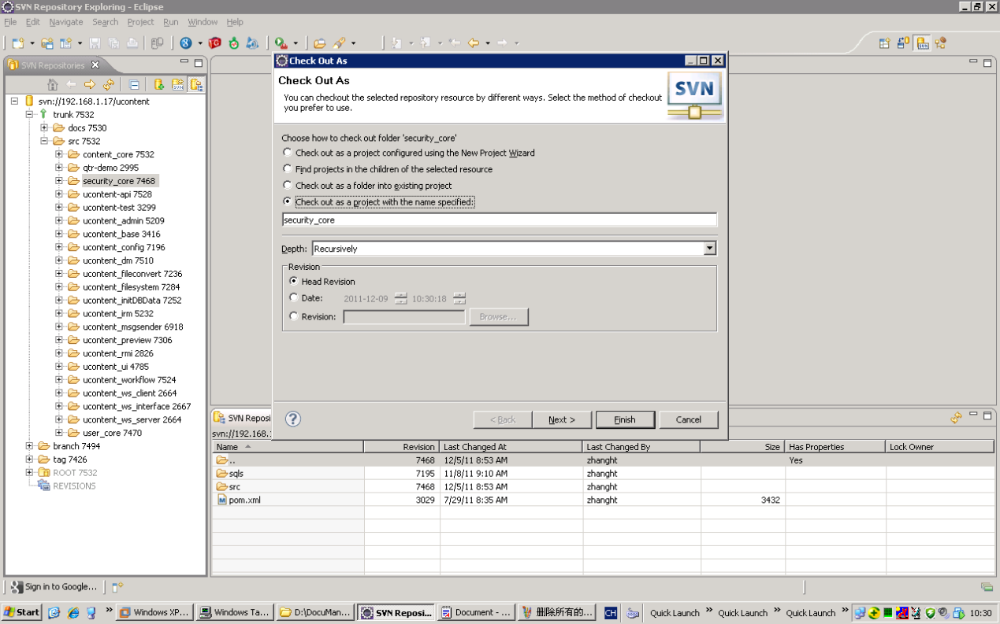 SVN Repository Exploring - Eclipse
File Edit Navigate Search Project Run Window Help
SVN Repositories
svn://192.168.1.17/ucontent
trunk 7532
docs 7530
src 7532
content_core 7532
qtr-demo 2995
security_core 7468
ucontent-api 7528
ucontent-test 3299
ucontent_admin 5209
ucontent_base 3416
ucontent_config 7196
ucontent_dm 7510
ucontent_fileconvert 7236
ucontent_filesystem 7284
ucontent_initDBData 7252
ucontent_irm 5232
ucontent_msgsender 6918
ucontent_preview 7306
ucontent_rmi 2826
ucontent_ui 4785
ucontent_workflow 7524
ucontent_ws_client 2664
ucontent_ws_interface 2667
ucontent_ws_server 2664
user_core 7470
branch 7494
tag 7426
ROOT 7532
REVISIONS
Check Out As
Check Out As
You can checkout the selected repository resource by different ways. Select the method of checkout
you prefer to use.
SVN
Choose how to check out folder 'security_core'
Check out as a project configured using the New Project Wizard
Find projects in the children of the selected resource
Check out as a folder into existing project
Check out as a project with the name specified:
security_core
Depth: Recursively
Revision
Head Revision
Date: 2011-12-09 10:30:18
Revision: Browse...
< Back Next > Finish Cancel
SVN Reposi
svn://192.168.
Name Revision Last Changed At Last Changed By Size Has Properties Lock Owner
.. 7468 12/5/11 8:53 AM zhanght Yes
sqls 7195 11/8/11 9:10 AM zhanght
src 7468 12/5/11 8:53 AM zhanght
pom.xml 3029 7/29/11 8:35 AM zhanght 3432
Sign in to Google...
Start Windows XP... Windows Ta... D:\DocuMan... SVN Reposi... Document - ... 删除所有的... CH Quick Launch Quick Launch Quick Launch 10:30